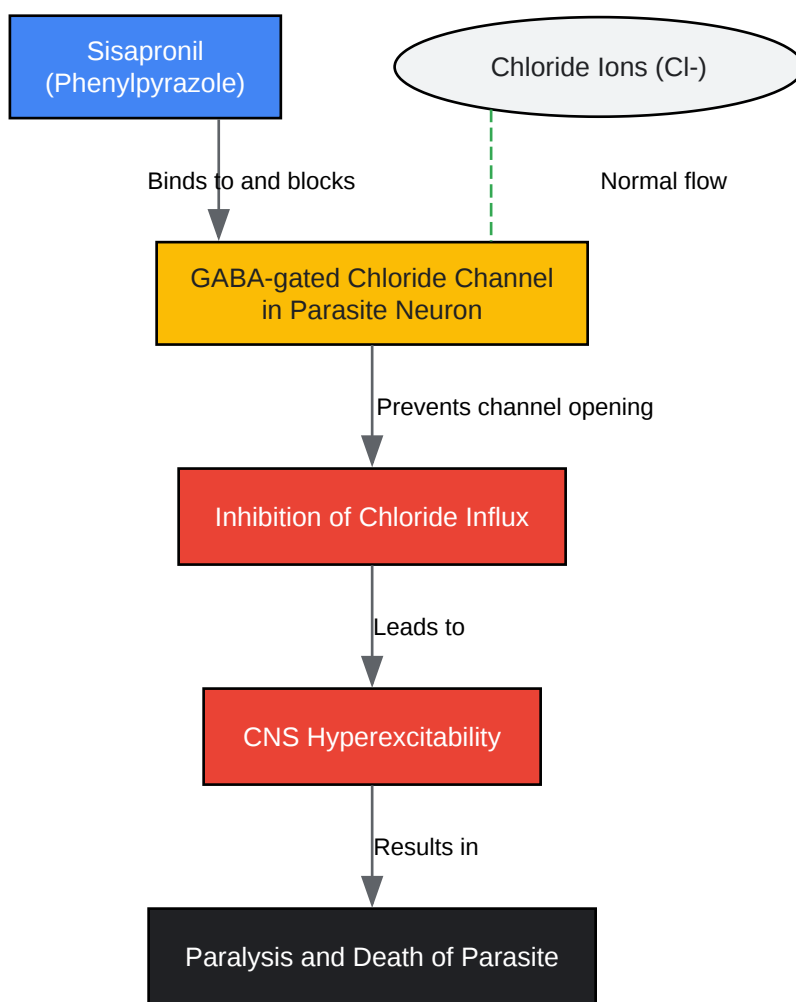 Sisapronil
(Phenylpyrazole)
Chloride Ions (Cl-)
Binds to and blocks
Normal flow
GABA-gated Chloride Channel
in Parasite Neuron
Prevents channel opening
Inhibition of Chloride Influx
Leads to
CNS Hyperexcitability
Results in
Paralysis and Death of Parasite